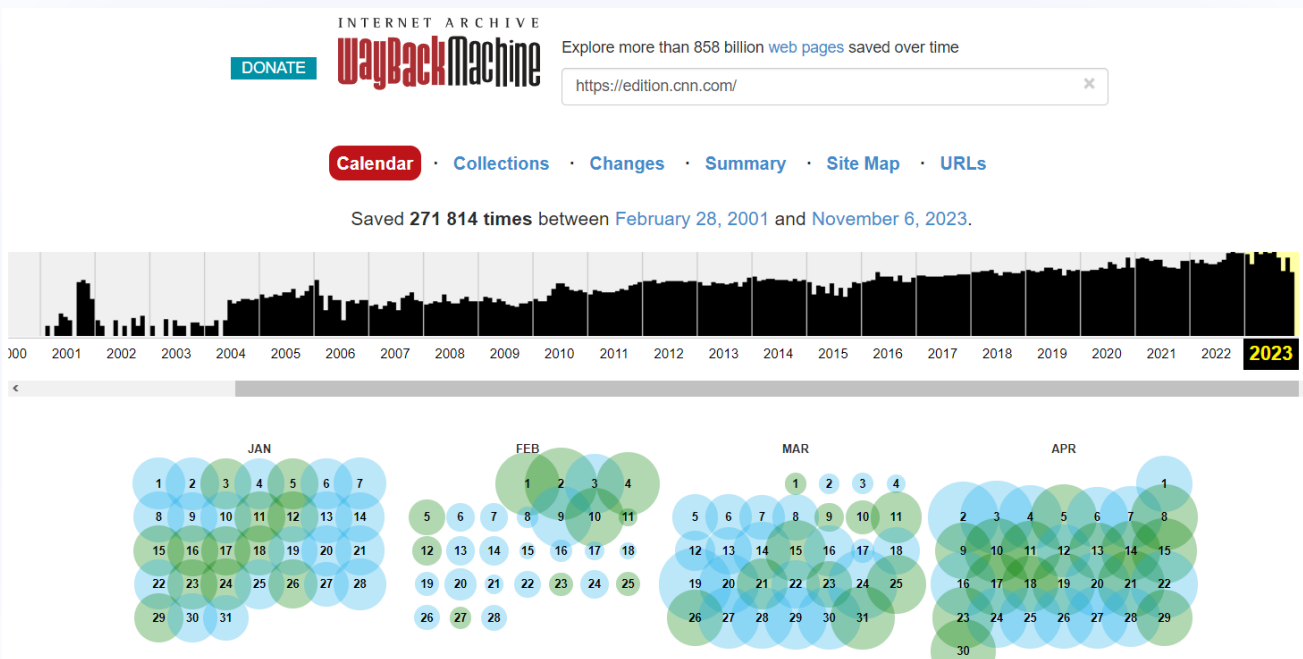 INTERNET ARCHIVE
DONATE
WayBackMachine
Explore more than 858 billion web pages saved over time
https://edition.cnn.com/ ×
Calendar · Collections · Changes · Summary · Site Map · URLs
Saved 271 814 times between February 28, 2001 and November 6, 2023.
000 2001 2002 2003 2004 2005 2006 2007 2008 2009 2010 2011 2012 2013 2014 2015 2016 2017 2018 2019 2020 2021 2022 2023
<
JAN FEB MAR APR
1 2 3 4 5 6 7 1 2 3 4 1 2 3 4 1
8 9 10 11 12 13 14 5 6 7 8 9 10 11 5 6 7 8 9 10 11 2 3 4 5 6 7 8
15 16 17 18 19 20 21 12 13 14 15 16 17 18 12 13 14 15 16 17 18 9 10 11 12 13 14 15
22 23 24 25 26 27 28 19 20 21 22 23 24 25 19 20 21 22 23 24 25 16 17 18 19 20 21 22
29 30 31 26 27 28 26 27 28 29 30 31 23 24 25 26 27 28 29
30